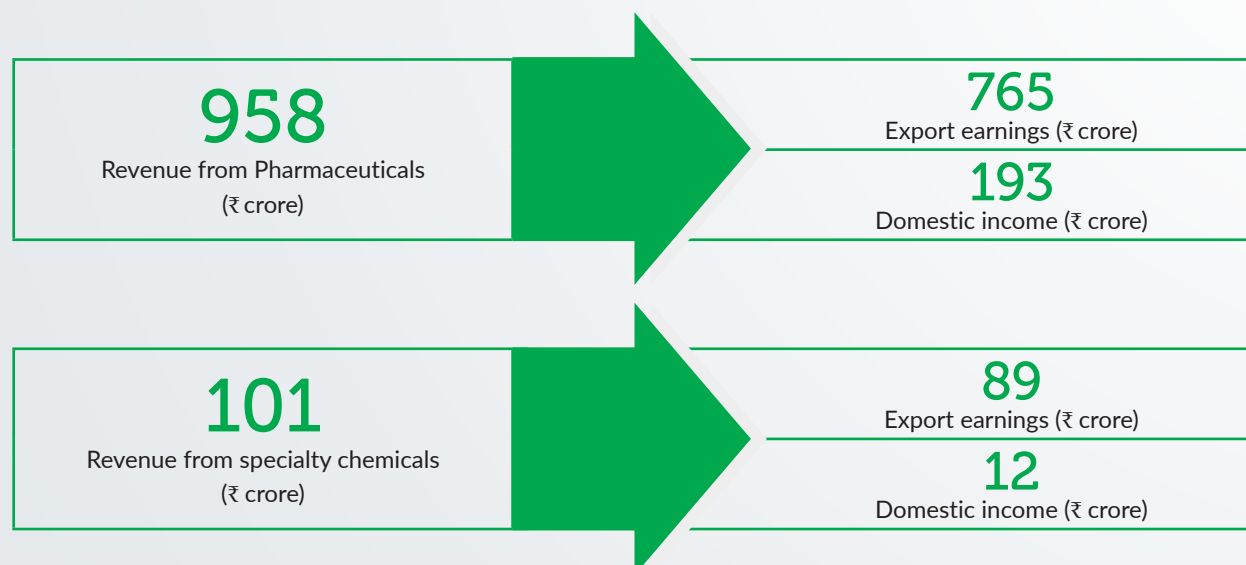 958
Revenue from Pharmaceuticals
(₹ crore)
765
Export earnings (₹ crore)
193
Domestic income (₹ crore)
101
Revenue from specialty chemicals
(₹ crore)
89
Export earnings (₹ crore)
12
Domestic income (₹ crore)